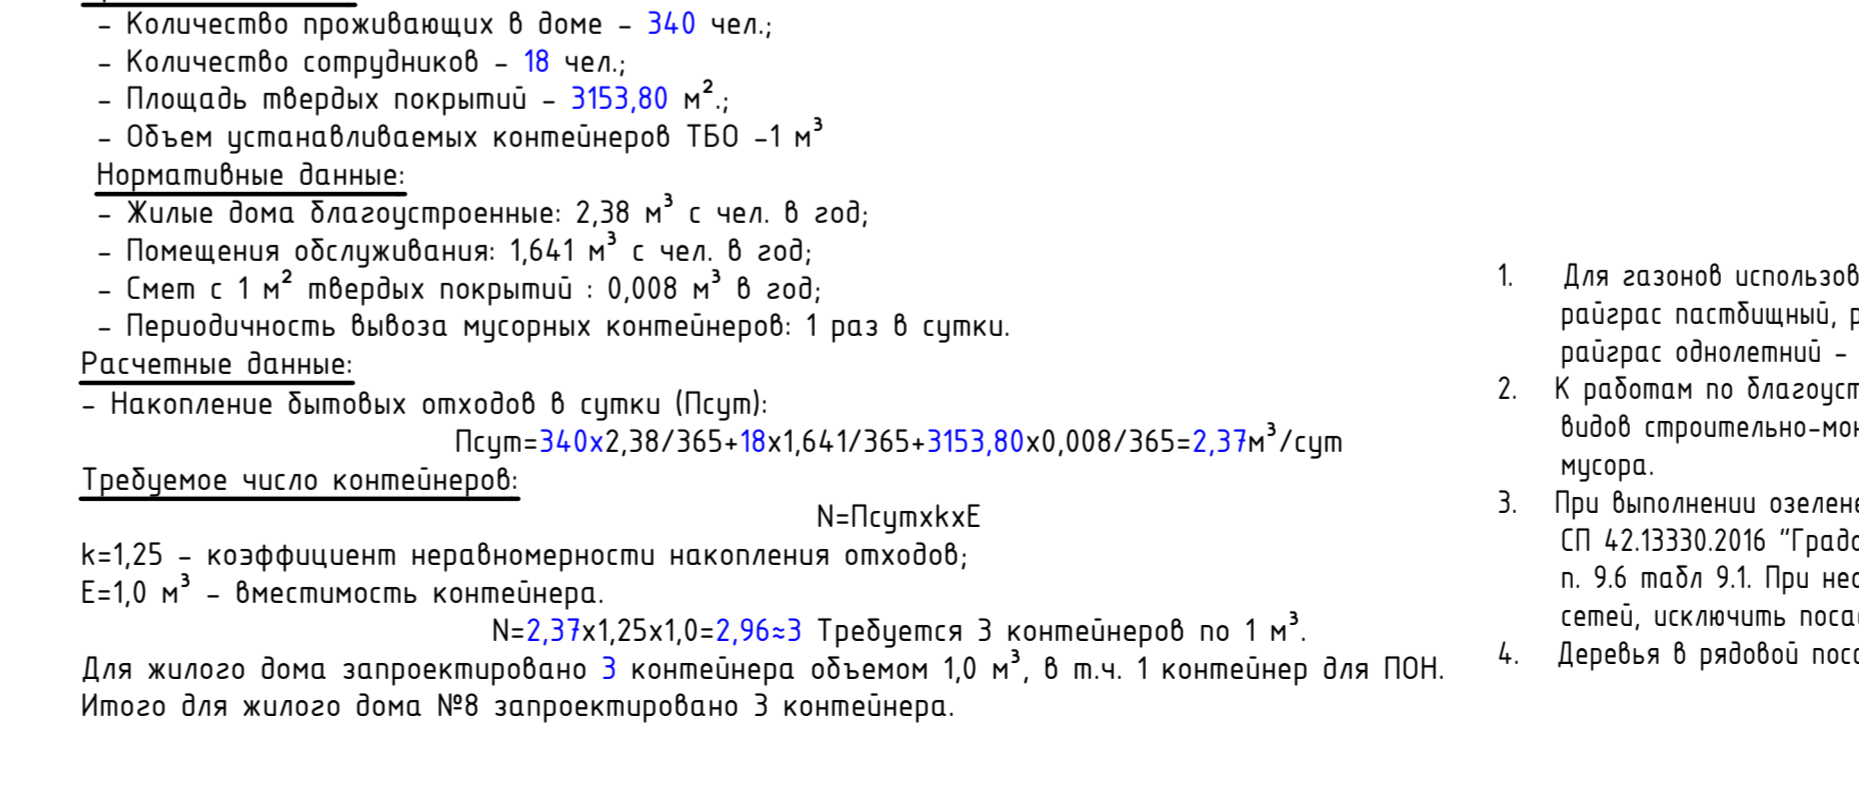 – Количество проживающих в доме – 340 чел.;
– Количество сотрудников – 18 чел.;
– Площадь твердых покрытий – 3153,80 м².;
– Объем устанавливаемых контейнеров ТБО –1 м³
Нормативные данные:
– Жилые дома благоустроенные: 2,38 м³ с чел. в год;
– Помещения обслуживания: 1,641 м³ с чел. в год;
– Смет с 1 м² твердых покрытий : 0,008 м³ в год;
– Периодичность вывоза мусорных контейнеров: 1 раз в сутки.
Расчетные данные:
– Накопление бытовых отходов в сутки (Псут):
Псут=340х2,38/365+18х1,641/365+3153,80х0,008/365=2,37м³/сут
Требуемое число контейнеров:
N=ПсутхkхE
k=1,25 – коэффициент неравномерности накопления отходов;
E=1,0 м³ – вместимость контейнера.
N=2,37х1,25х1,0=2,96≈3 Требуется 3 контейнеров по 1 м³.
Для жилого дома запроектировано 3 контейнера объемом 1,0 м³, в т.ч. 1 контейнер для ПОН.
Итого для жилого дома №8 запроектировано 3 контейнера.
1. Для газонов использов
райграс пастбищный, р
райграс однолетний –
2. К работам по благоуст
видов строительно-мон
мусора.
3. При выполнении озелене
СП 42.13330.2016 "Градо
п. 9.6 табл 9.1. При нес
сетей, исключить поса
4. Деревья в рядовой поса